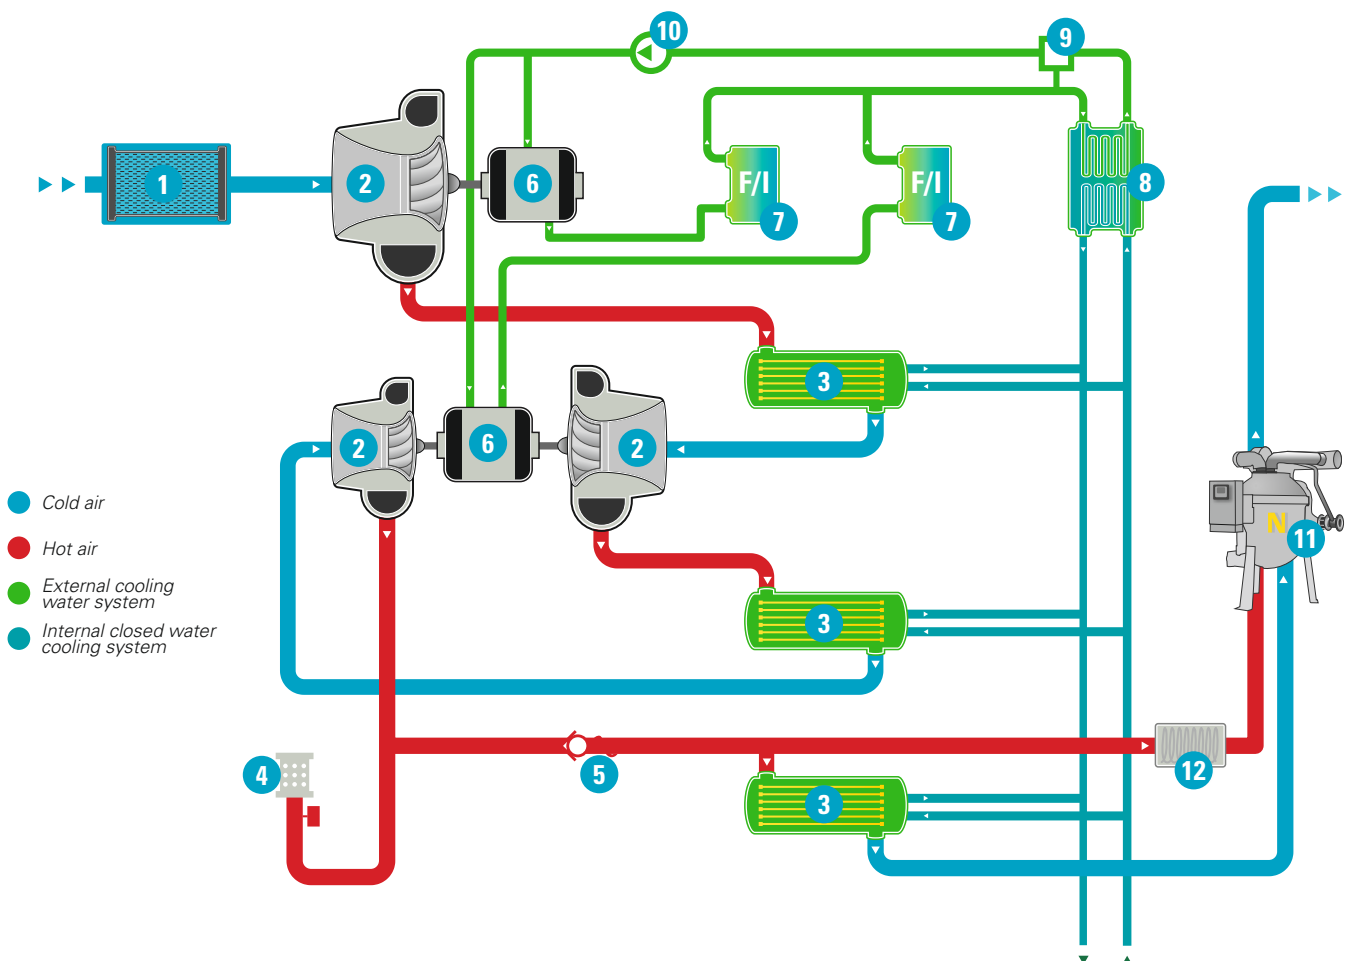 10
9
1
2
6
F/I
7
F/I
7
8
3
2
6
2
Cold air
Hot air
External cooling
water system
Internal closed water
cooling system
3
N
11
4
5
12
3